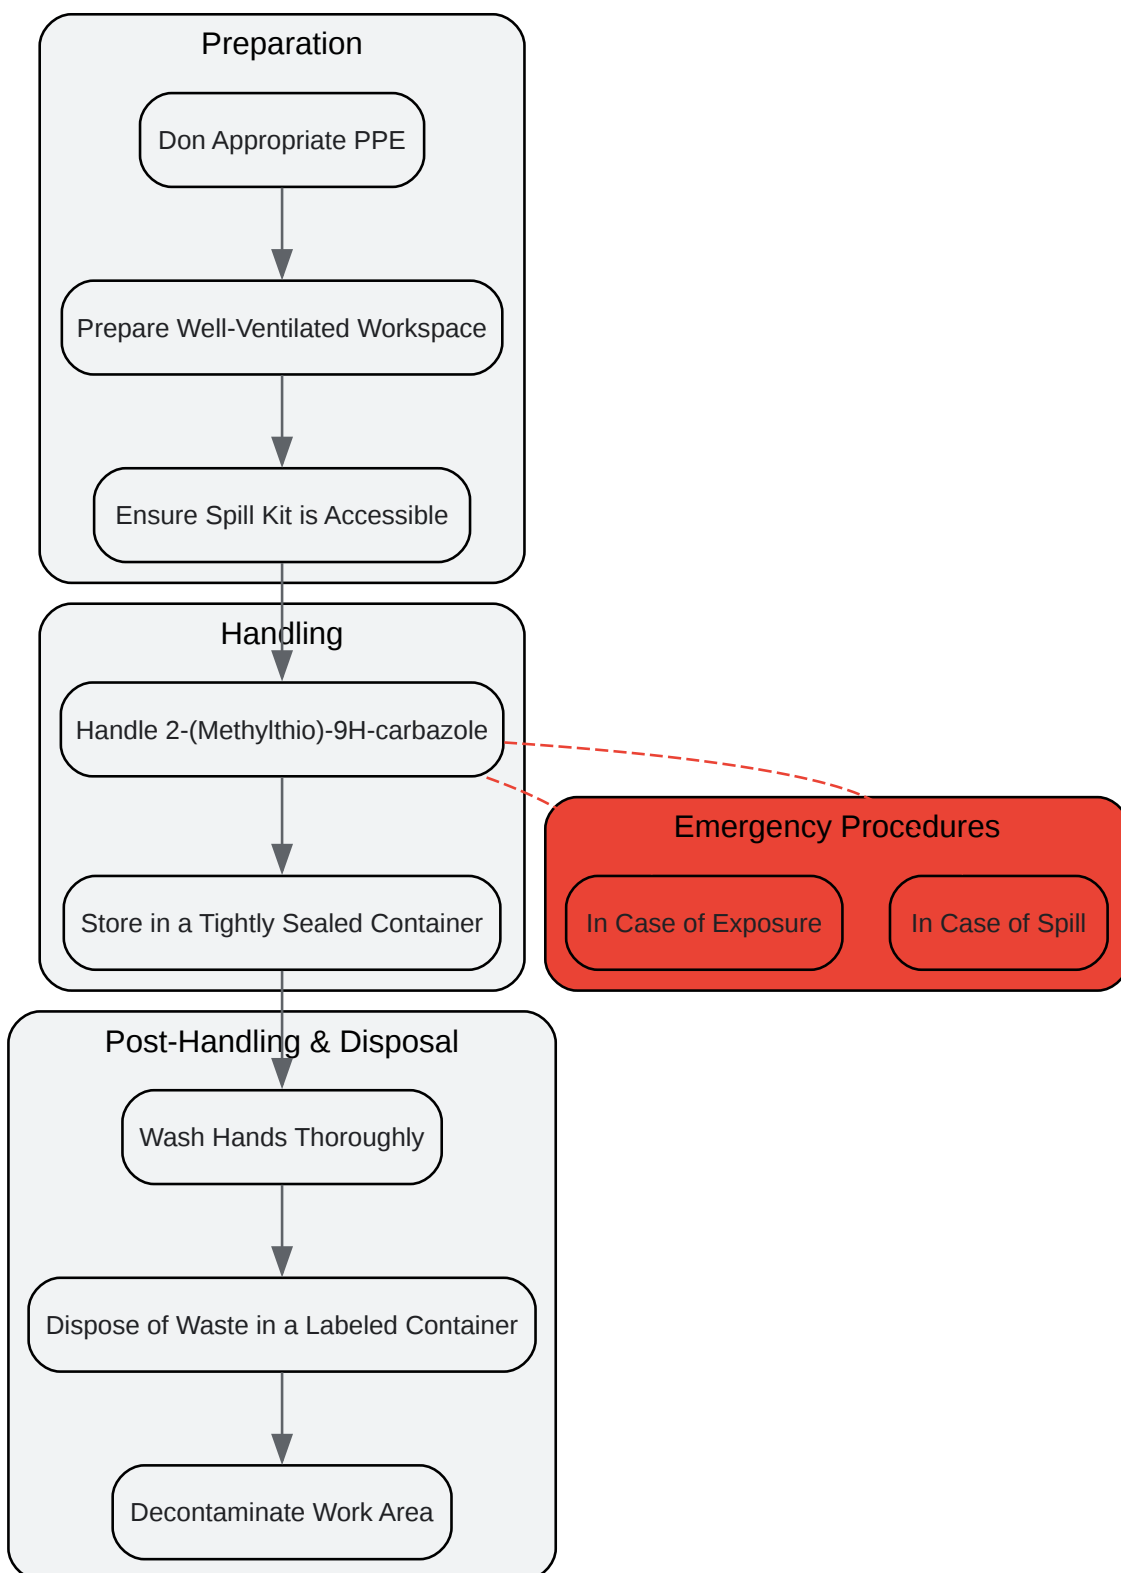 Preparation
Don Appropriate PPE
Prepare Well-Ventilated Workspace
Ensure Spill Kit is Accessible
Handling
Handle 2-(Methylthio)-9H-carbazole
Store in a Tightly Sealed Container
Emergency Procedures
In Case of Exposure
In Case of Spill
Post-Handling & Disposal
Wash Hands Thoroughly
Dispose of Waste in a Labeled Container
Decontaminate Work Area